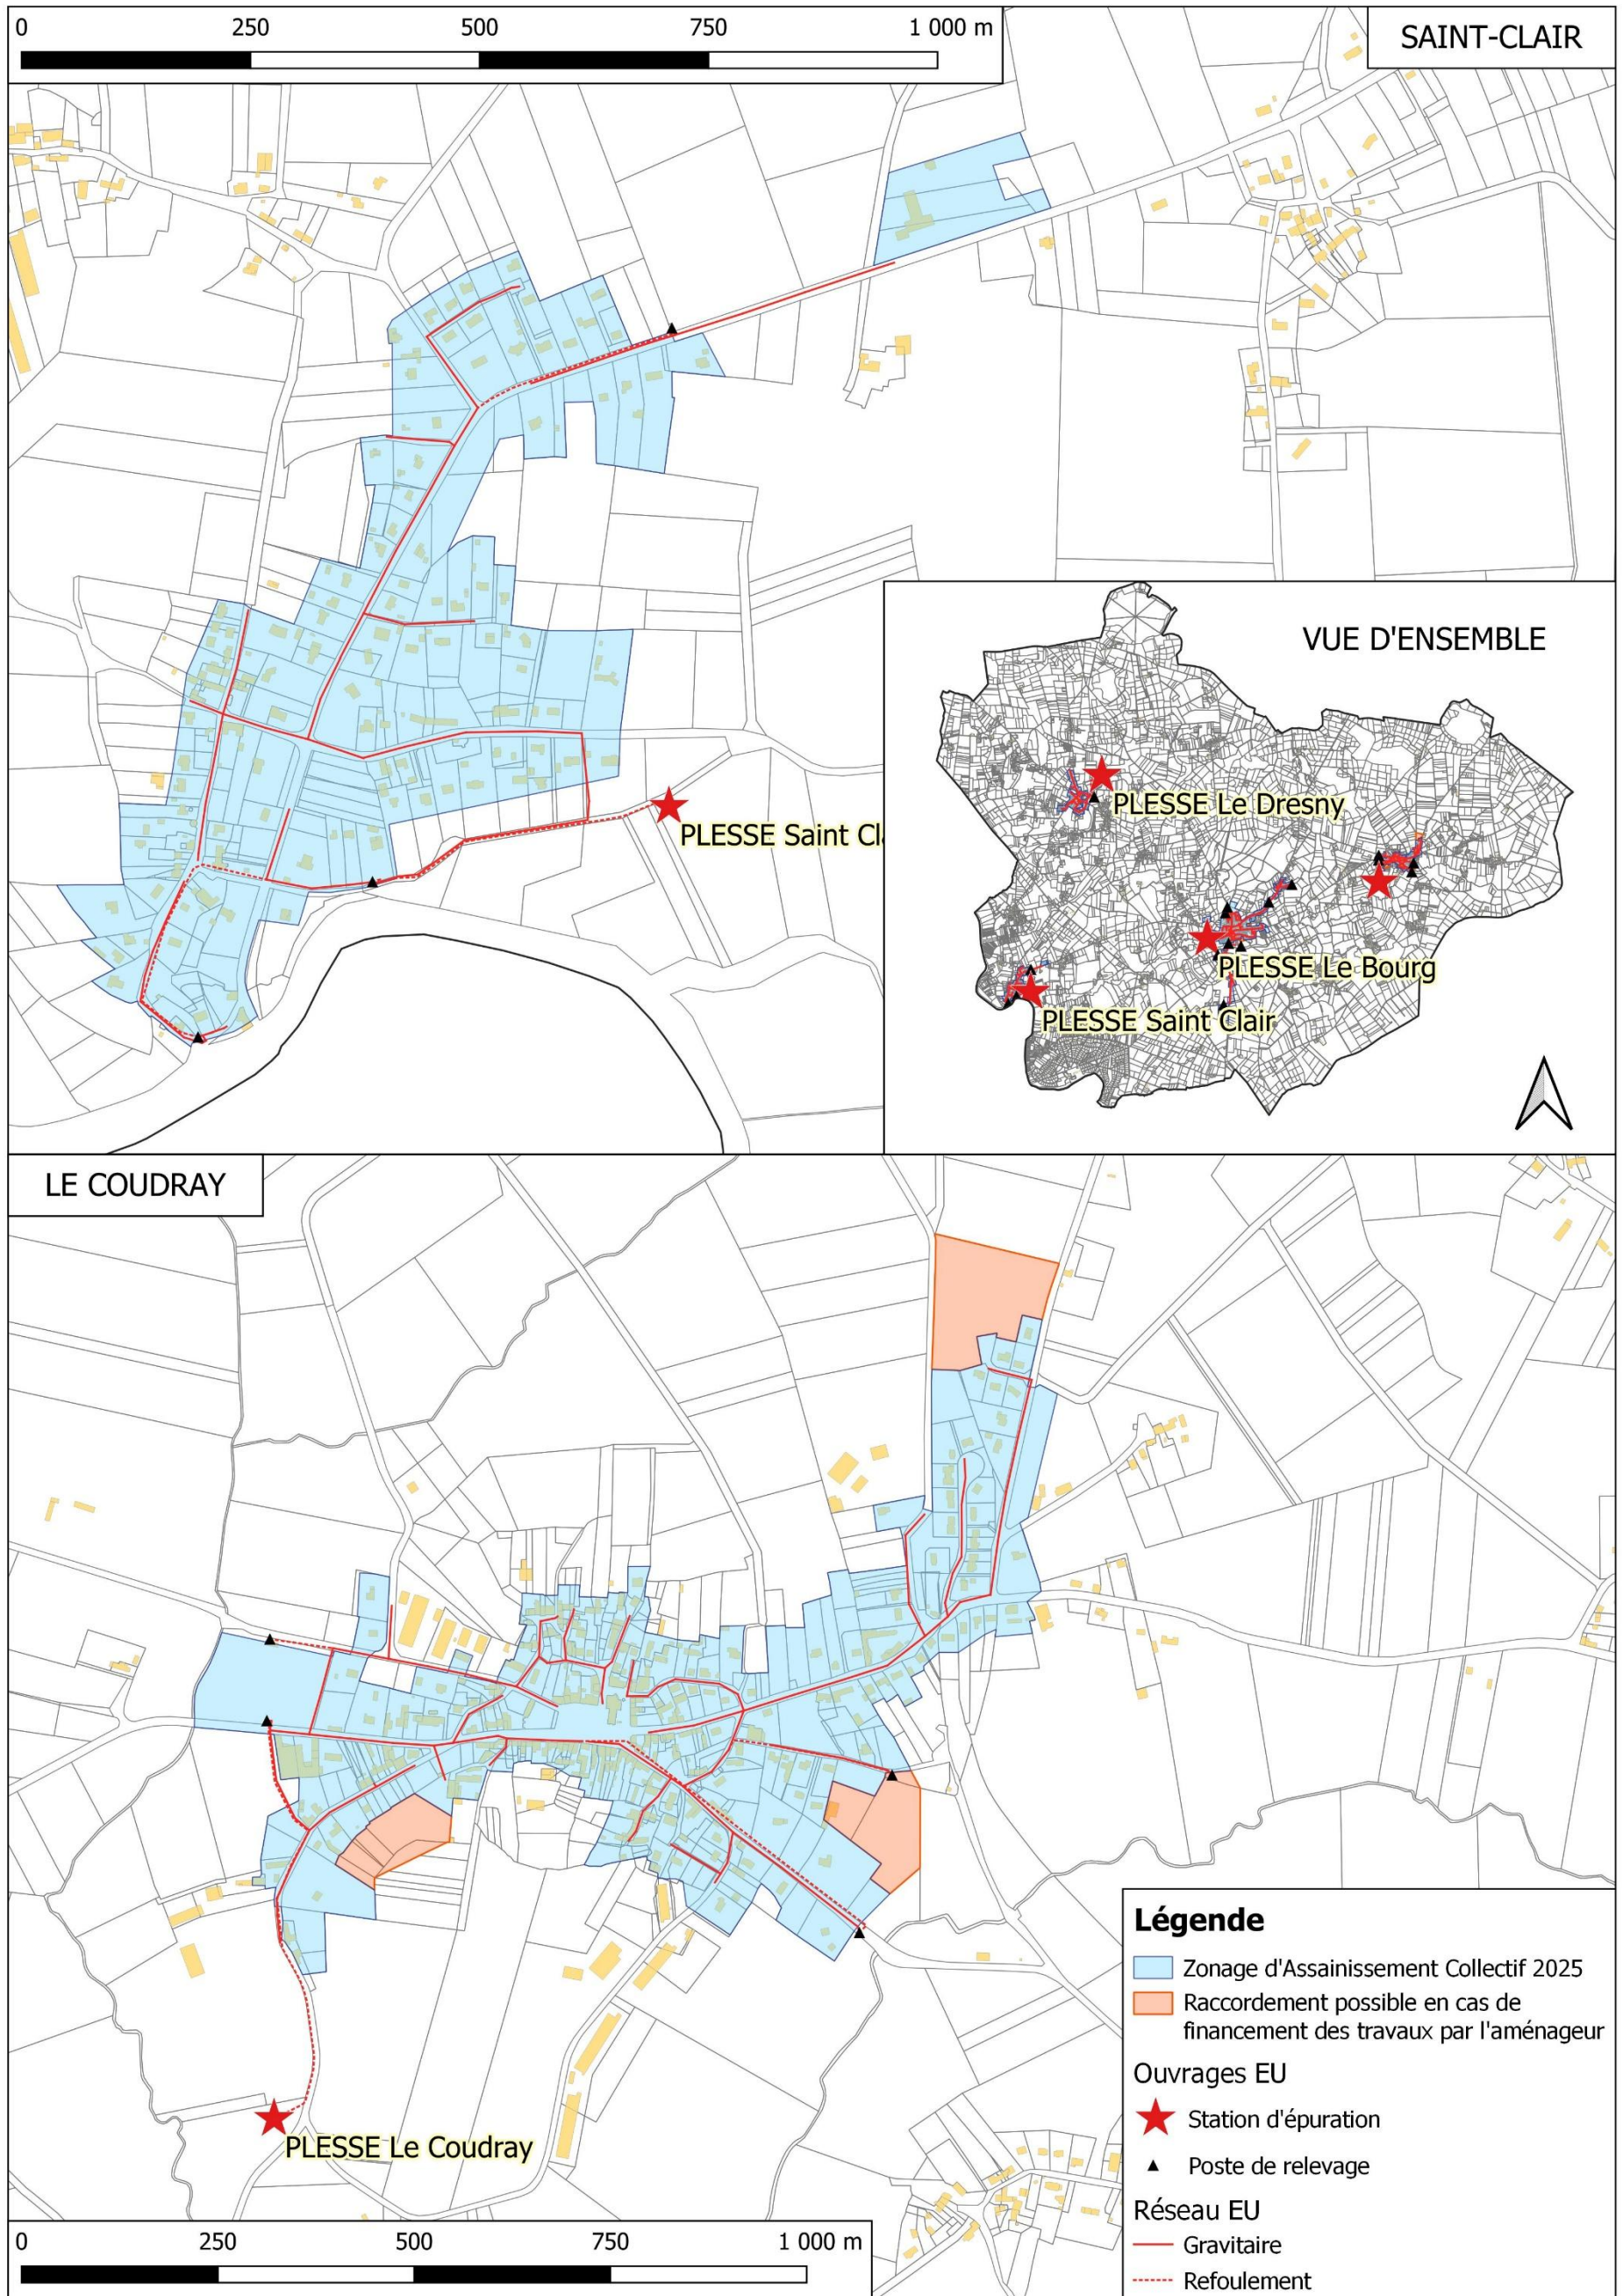 0 250 500 750 1 000 m
SAINT-CLAIR
PLESSE Saint Cl
VUE D'ENSEMBLE
PLESSE Le Dresny
PLESSE Le Bourg
PLESSE Saint Clair
LE COUDRAY
PLESSE Le Coudray
Légende
Zonage d'Assainissement Collectif 2025
Raccordement possible en cas de
financement des travaux par l'aménageur
Ouvrages EU
Station d'épuration
Poste de relevage
Réseau EU
Gravitaire
Refoulement
0 250 500 750 1 000 m